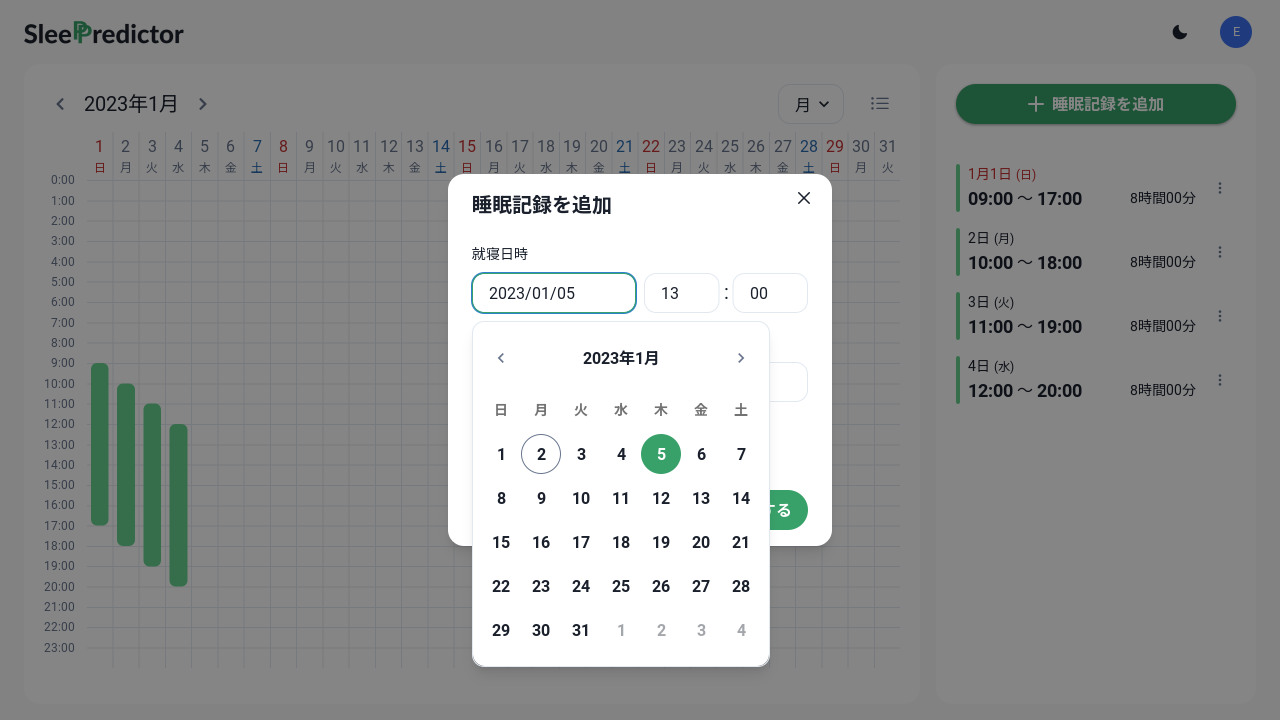 SleePredictor
E
2023年1月
月
睡眠記録を追加
1 2 3 4 5 6 7 8 9 10 11 12 13 14 15 16 17 18 19 20 21 22 23 24 25 26 27 28 29 30 31
日 月 火 水 木 金 土 日 月 火 水 木 金 土 日 月 火 水 木 金 土 日 月 火 水 木 金 土 日 月 火
0:00
1:00
2:00
3:00
4:00
5:00
6:00
7:00
8:00
9:00
10:00
11:00
12:00
13:00
14:00
15:00
16:00
17:00
18:00
19:00
20:00
21:00
22:00
23:00
睡眠記録を追加
就寝日時
2023/01/05 13 : 00
2023年1月
日 月 火 水 木 金 土
1 2 3 4 5 6 7
8 9 10 11 12 13 14
15 16 17 18 19 20 21
22 23 24 25 26 27 28
29 30 31 1 2 3 4
する
1月1日 (日)
09:00 〜 17:00 8時間00分
2日 (月)
10:00 〜 18:00 8時間00分
3日 (火)
11:00 〜 19:00 8時間00分
4日 (水)
12:00 〜 20:00 8時間00分